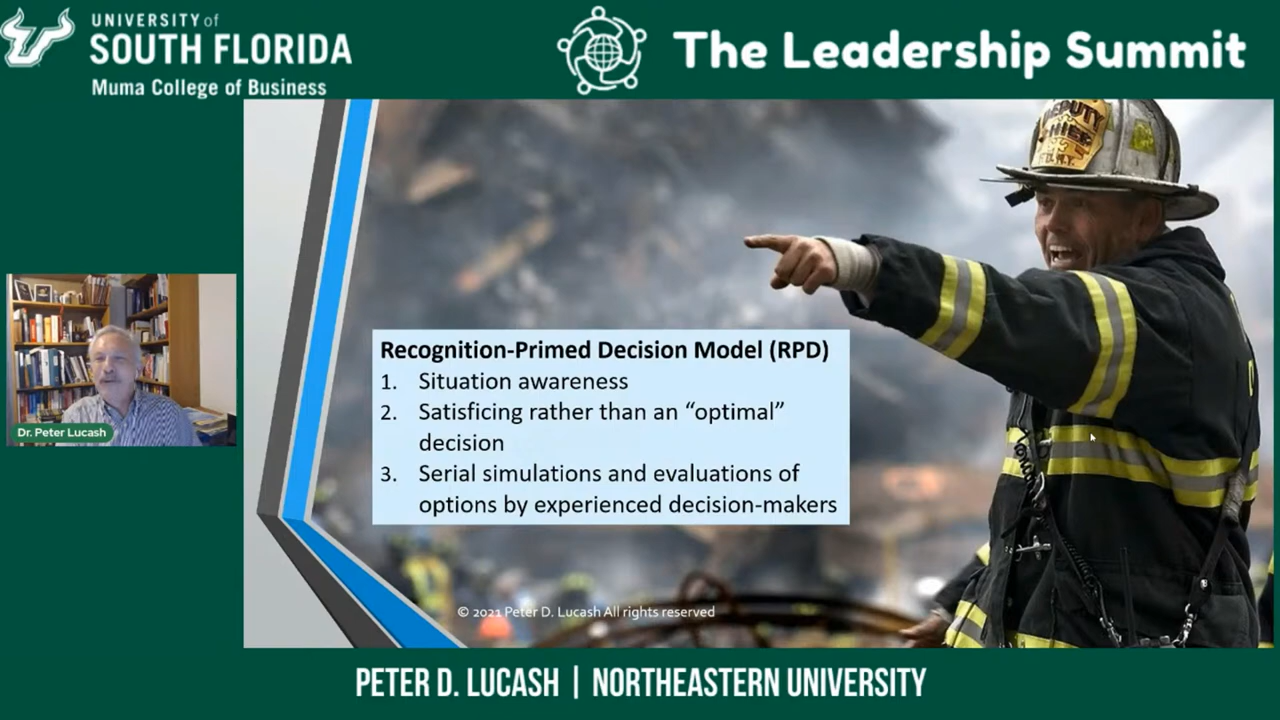 UNIVERSITY of
SOUTH FLORIDA
Muma College of Business
The Leadership Summit
DEPUTY
CHIEF
F.D.N.Y.
Recognition-Primed Decision Model (RPD)
1. Situation awareness
2. Satisficing rather than an “optimal”
decision
3. Serial simulations and evaluations of
options by experienced decision-makers
Dr. Peter Lucash
© 2021 Peter D. Lucash All rights reserved
PETER D. LUCASH | NORTHEASTERN UNIVERSITY